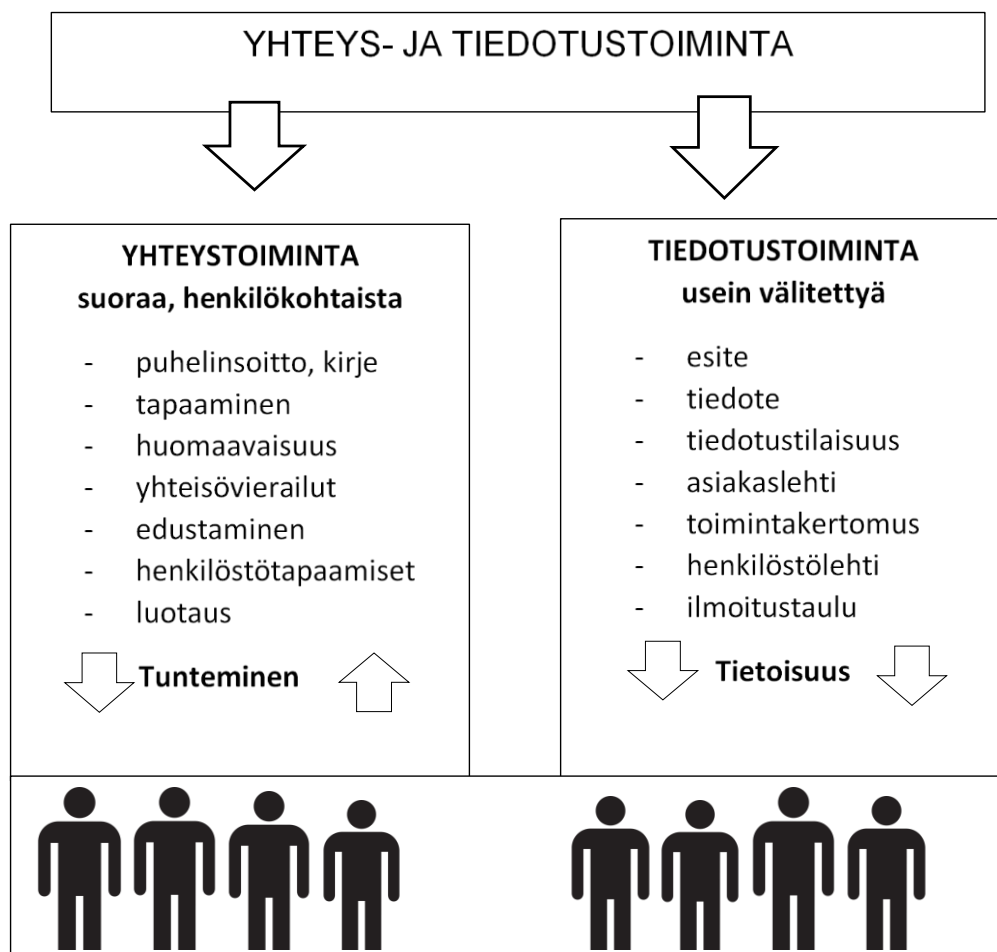 YHTEYS- JA TIEDOTUSTOIMINTA
YHTEYSTOIMINTA
suoraa, henkilökohtaista
- puhelinsoitto, kirje
- tapaaminen
- huomaavaisuus
- yhteisövierailut
- edustaminen
- henkilöstötapaamiset
- luotaus
Tunteminen
TIEDOTUSTOIMINTA
usein välitettyä
- esite
- tiedote
- tiedotustilaisuus
- asiakaslehti
- toimintakertomus
- henkilöstölehti
- ilmoitustaulu
Tietoisuus